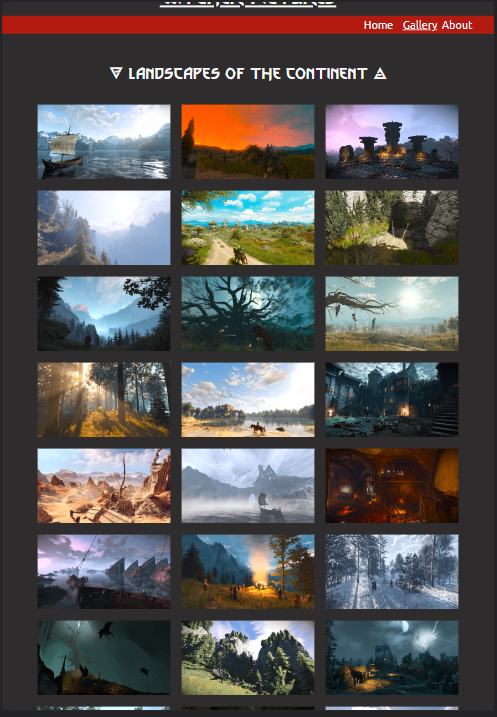 Home Gallery About
🜃 LANDSCAPES OF THE CONTINENT 🜁